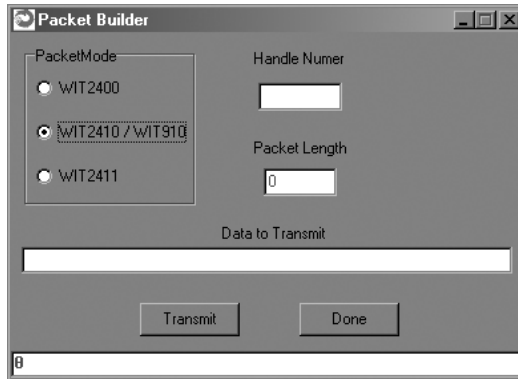 Packet Builder
PacketMode
WIT2400
WIT2410 / WIT910
WIT2411
Handle Numer
Packet Length
0
Data to Transmit
Transmit
Done
0